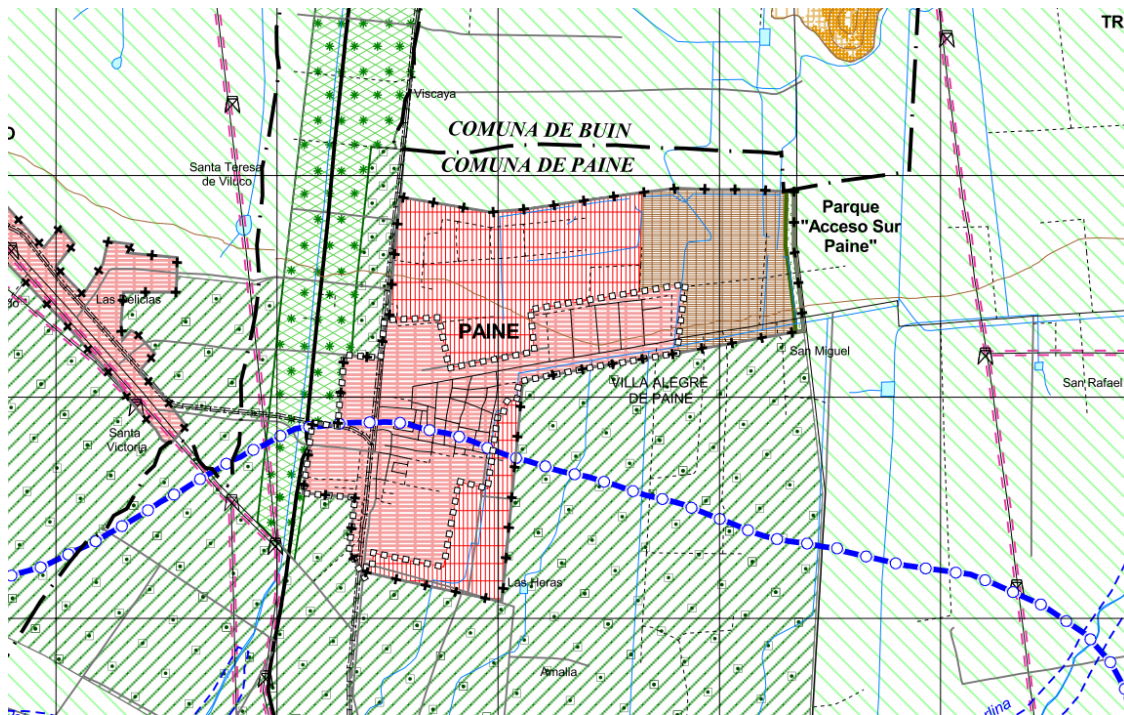 TR
Viscaya
COMUNA DE BUIN
COMUNA DE PAINE
Santa Teresa
de Viluco
Parque
"Acceso Sur
Paine"
Las Delicias
PAINE
San Miguel
VILLA ALEGRE
DE PAINE
San Rafael
Santa
Victoria
Las Heras
Amalia
dina